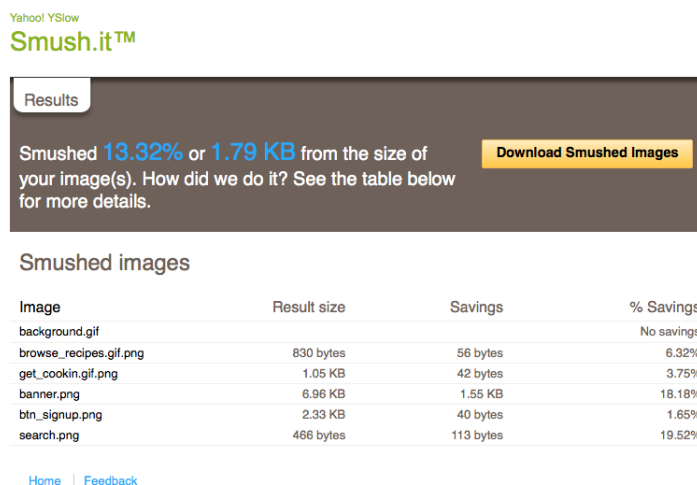 Yahoo! YSlow
Smush.it™
Results
Smushed 13.32% or 1.79 KB from the size of
your image(s). How did we do it? See the table below
for more details.
Download Smushed Images
Smushed images
Image Result size Savings % Savings
background.gif No savings
browse_recipes.gif.png 830 bytes 56 bytes 6.32%
get_cookin.gif.png 1.05 KB 42 bytes 3.75%
banner.png 6.96 KB 1.55 KB 18.18%
btn_signup.png 2.33 KB 40 bytes 1.65%
search.png 466 bytes 113 bytes 19.52%
Home Feedback